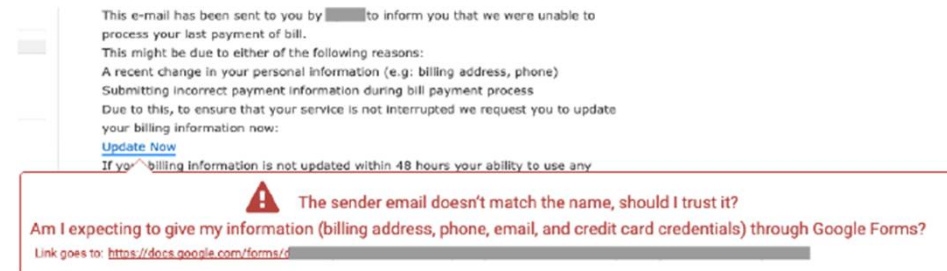 This e-mail has been sent to you by to inform you that we were unable to
process your last payment of bill.
This might be due to either of the following reasons:
A recent change in your personal information (e.g: billing address, phone)
Submitting incorrect payment information during bill payment process
Due to this, to ensure that your service is not interrupted we request you to update
your billing information now:
Update Now
If your billing information is not updated within 48 hours your ability to use any
The sender email doesn't match the name, should I trust it?
Am I expecting to give my information (billing address, phone, email, and credit card credentials) through Google Forms?
Link goes to: https://docs.google.com/forms/d